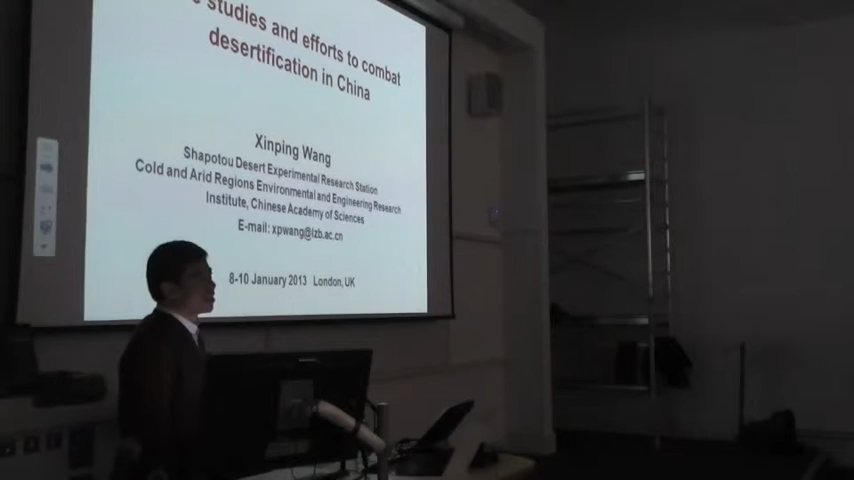 studies and efforts to combat
desertification in China
Xinping Wang
Shapotou Desert Experimental Research Station
Cold and Arid Regions Environmental and Engineering Research
Institute, Chinese Academy of Sciences
E-mail: xpwang@lzb.ac.cn
8-10 January 2013 London, UK